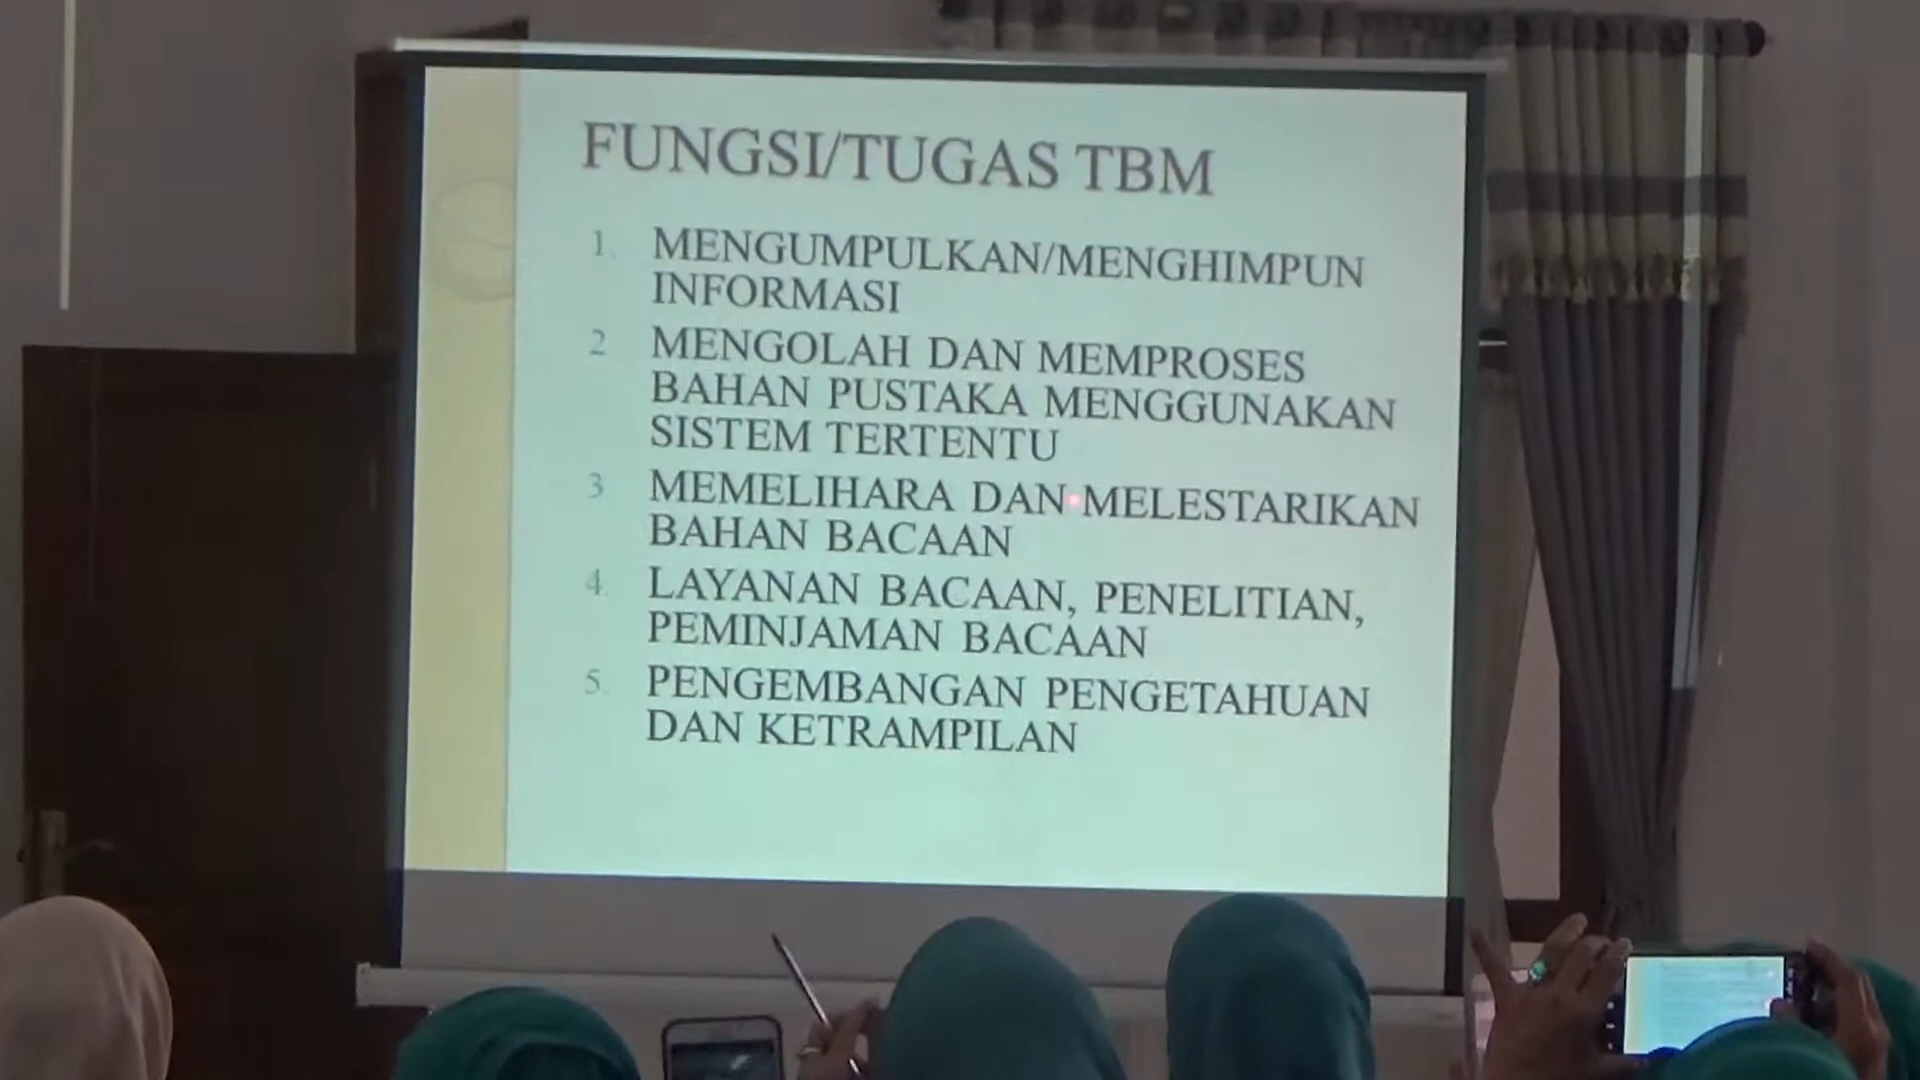 FUNGSI/TUGAS TBM
1. MENGUMPULKAN/MENGHIMPUN
INFORMASI
2 MENGOLAH DAN MEMPROSES
BAHAN PUSTAKA MENGGUNAKAN
SISTEM TERTENTU
3 MEMELIHARA DAN MELESTARIKAN
BAHAN BACAAN
4. LAYANAN BACAAN, PENELITIAN,
PEMINJAMAN BACAAN
5. PENGEMBANGAN PENGETAHUAN
DAN KETRAMPILAN